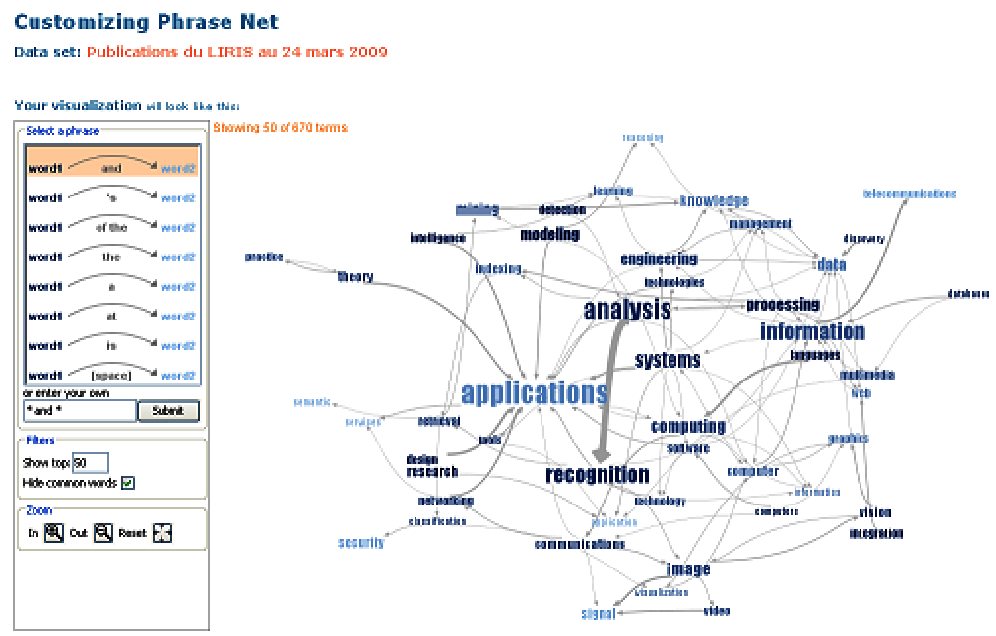 Customizing Phrase Net
Data set: Publications du LIRIS au 24 mars 2009
Your visualization will look like this:
Showing 50 of 670 terms
Select a phrase
word1 and word2
word1 's word2
word1 of the word2
word1 the word2
word1 a word2
word1 at word2
word1 is word2
word1 [space] word2
or enter your own
* and *
Submit
Filters
Show top: 50
Hide common words
Zoom
In Out Reset
reasoning
learning
telecommunications
mining
detection
knowledge
management
intelligence
modeling
discovery
practice
theory
indexing
engineering
data
technologies
analysis
processing
databases
information
systems
languages
multimedia
applications
web
semantic
services
retrieval
computing
tools
software
graphics
design
research
recognition
computer
informatics
networking
technology
classification
application
computers
vision
integration
security
communications
image
visualization
signal
video